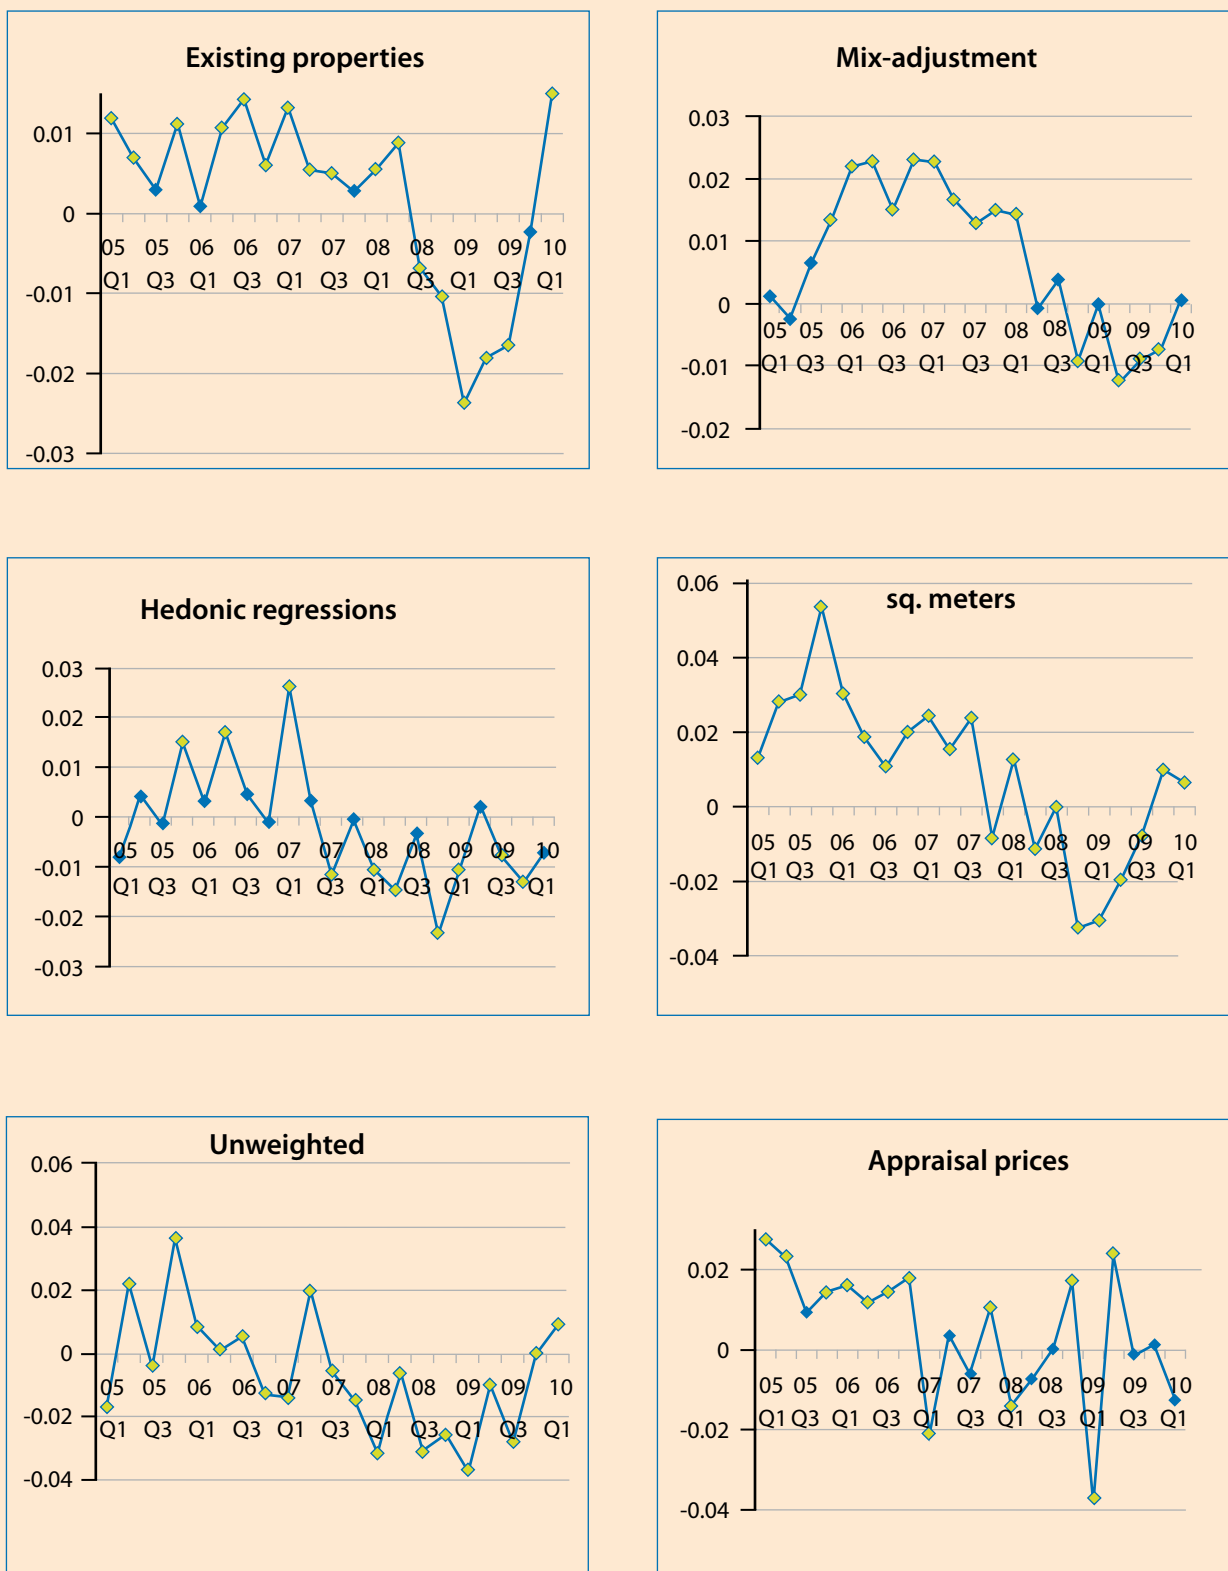 Existing properties
0.01
0
-0.01
-0.02
-0.03
05 05 06 06 07 07 08 08 09 09 10
Q1 Q3 Q1 Q3 Q1 Q3 Q1 Q3 Q1 Q3 Q1
Mix-adjustment
0.03
0.02
0.01
0
-0.01
-0.02
05 05 06 06 07 07 08 08 09 09 10
Q1 Q3 Q1 Q3 Q1 Q3 Q1 Q3 Q1 Q3 Q1
Hedonic regressions
0.03
0.02
0.01
0
-0.01
-0.02
-0.03
05 05 06 06 07 07 08 08 09 09 10
Q1 Q3 Q1 Q3 Q1 Q3 Q1 Q3 Q1 Q3 Q1
sq. meters
0.06
0.04
0.02
0
-0.02
-0.04
05 05 06 06 07 07 08 08 09 09 10
Q1 Q3 Q1 Q3 Q1 Q3 Q1 Q3 Q1 Q3 Q1
Unweighted
0.06
0.04
0.02
0
-0.02
-0.04
05 05 06 06 07 07 08 08 09 09 10
Q1 Q3 Q1 Q3 Q1 Q3 Q1 Q3 Q1 Q3 Q1
Appraisal prices
0.02
0
-0.02
-0.04
05 05 06 06 07 07 08 08 09 09 10
Q1 Q3 Q1 Q3 Q1 Q3 Q1 Q3 Q1 Q3 Q1